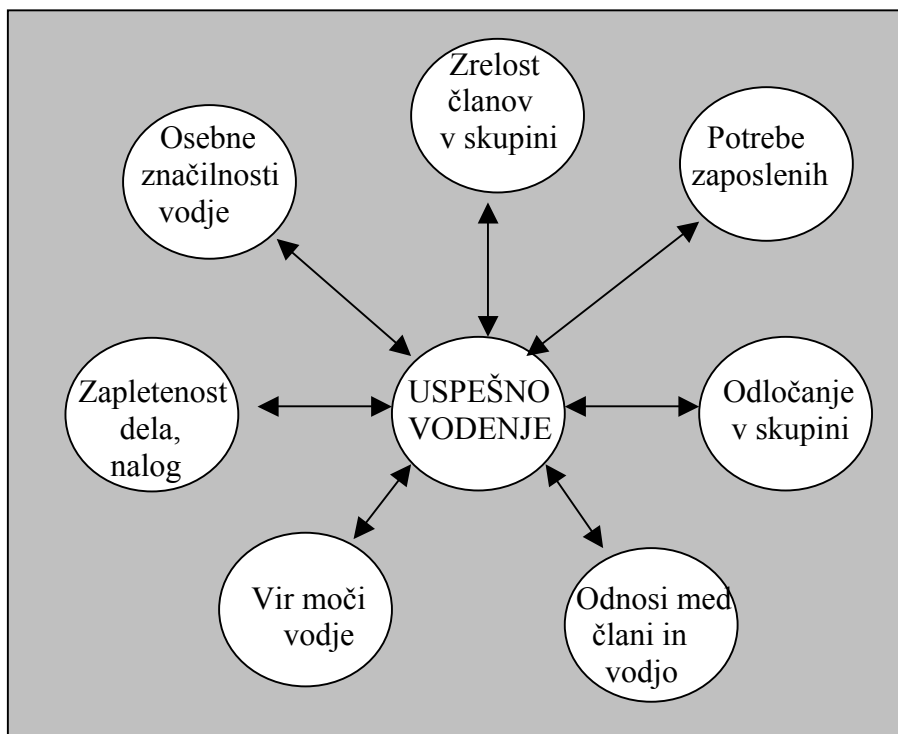 Zrelost
članov
v skupini
Osebne
značilnosti
vodje
Potrebe
zaposlenih
Zapletenost
dela,
nalog
USPEŠNO
VODENJE
Odločanje
v skupini
Vir moči
vodje
Odnosi med
člani in
vodjo